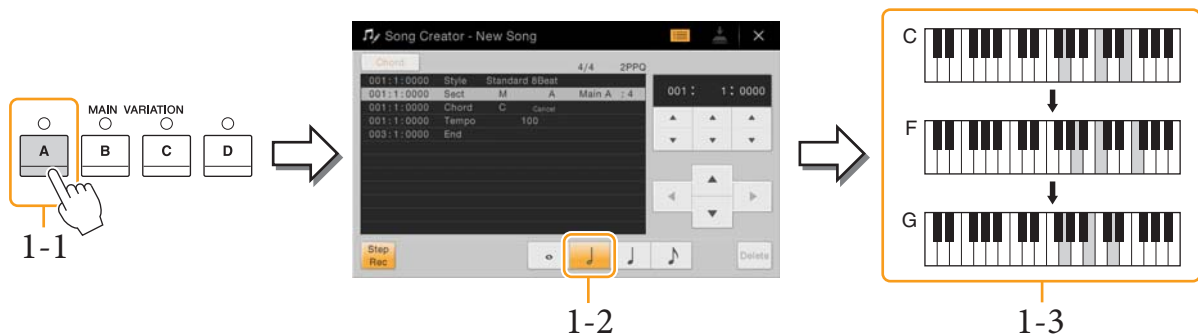 MAIN VARIATION
A B C D
1-1
Song Creator - New Song
Chord 4/4 2PPQ
001:1:0000 Style Standard 8Beat
001:1:0000 Sect M A Main A : 4
001:1:0000 Chord C Cancel
001:1:0000 Tempo 100
003:1:0000 End
001 : 1 : 0000
Step
Rec
Delete
1-2
C
F
G
1-3